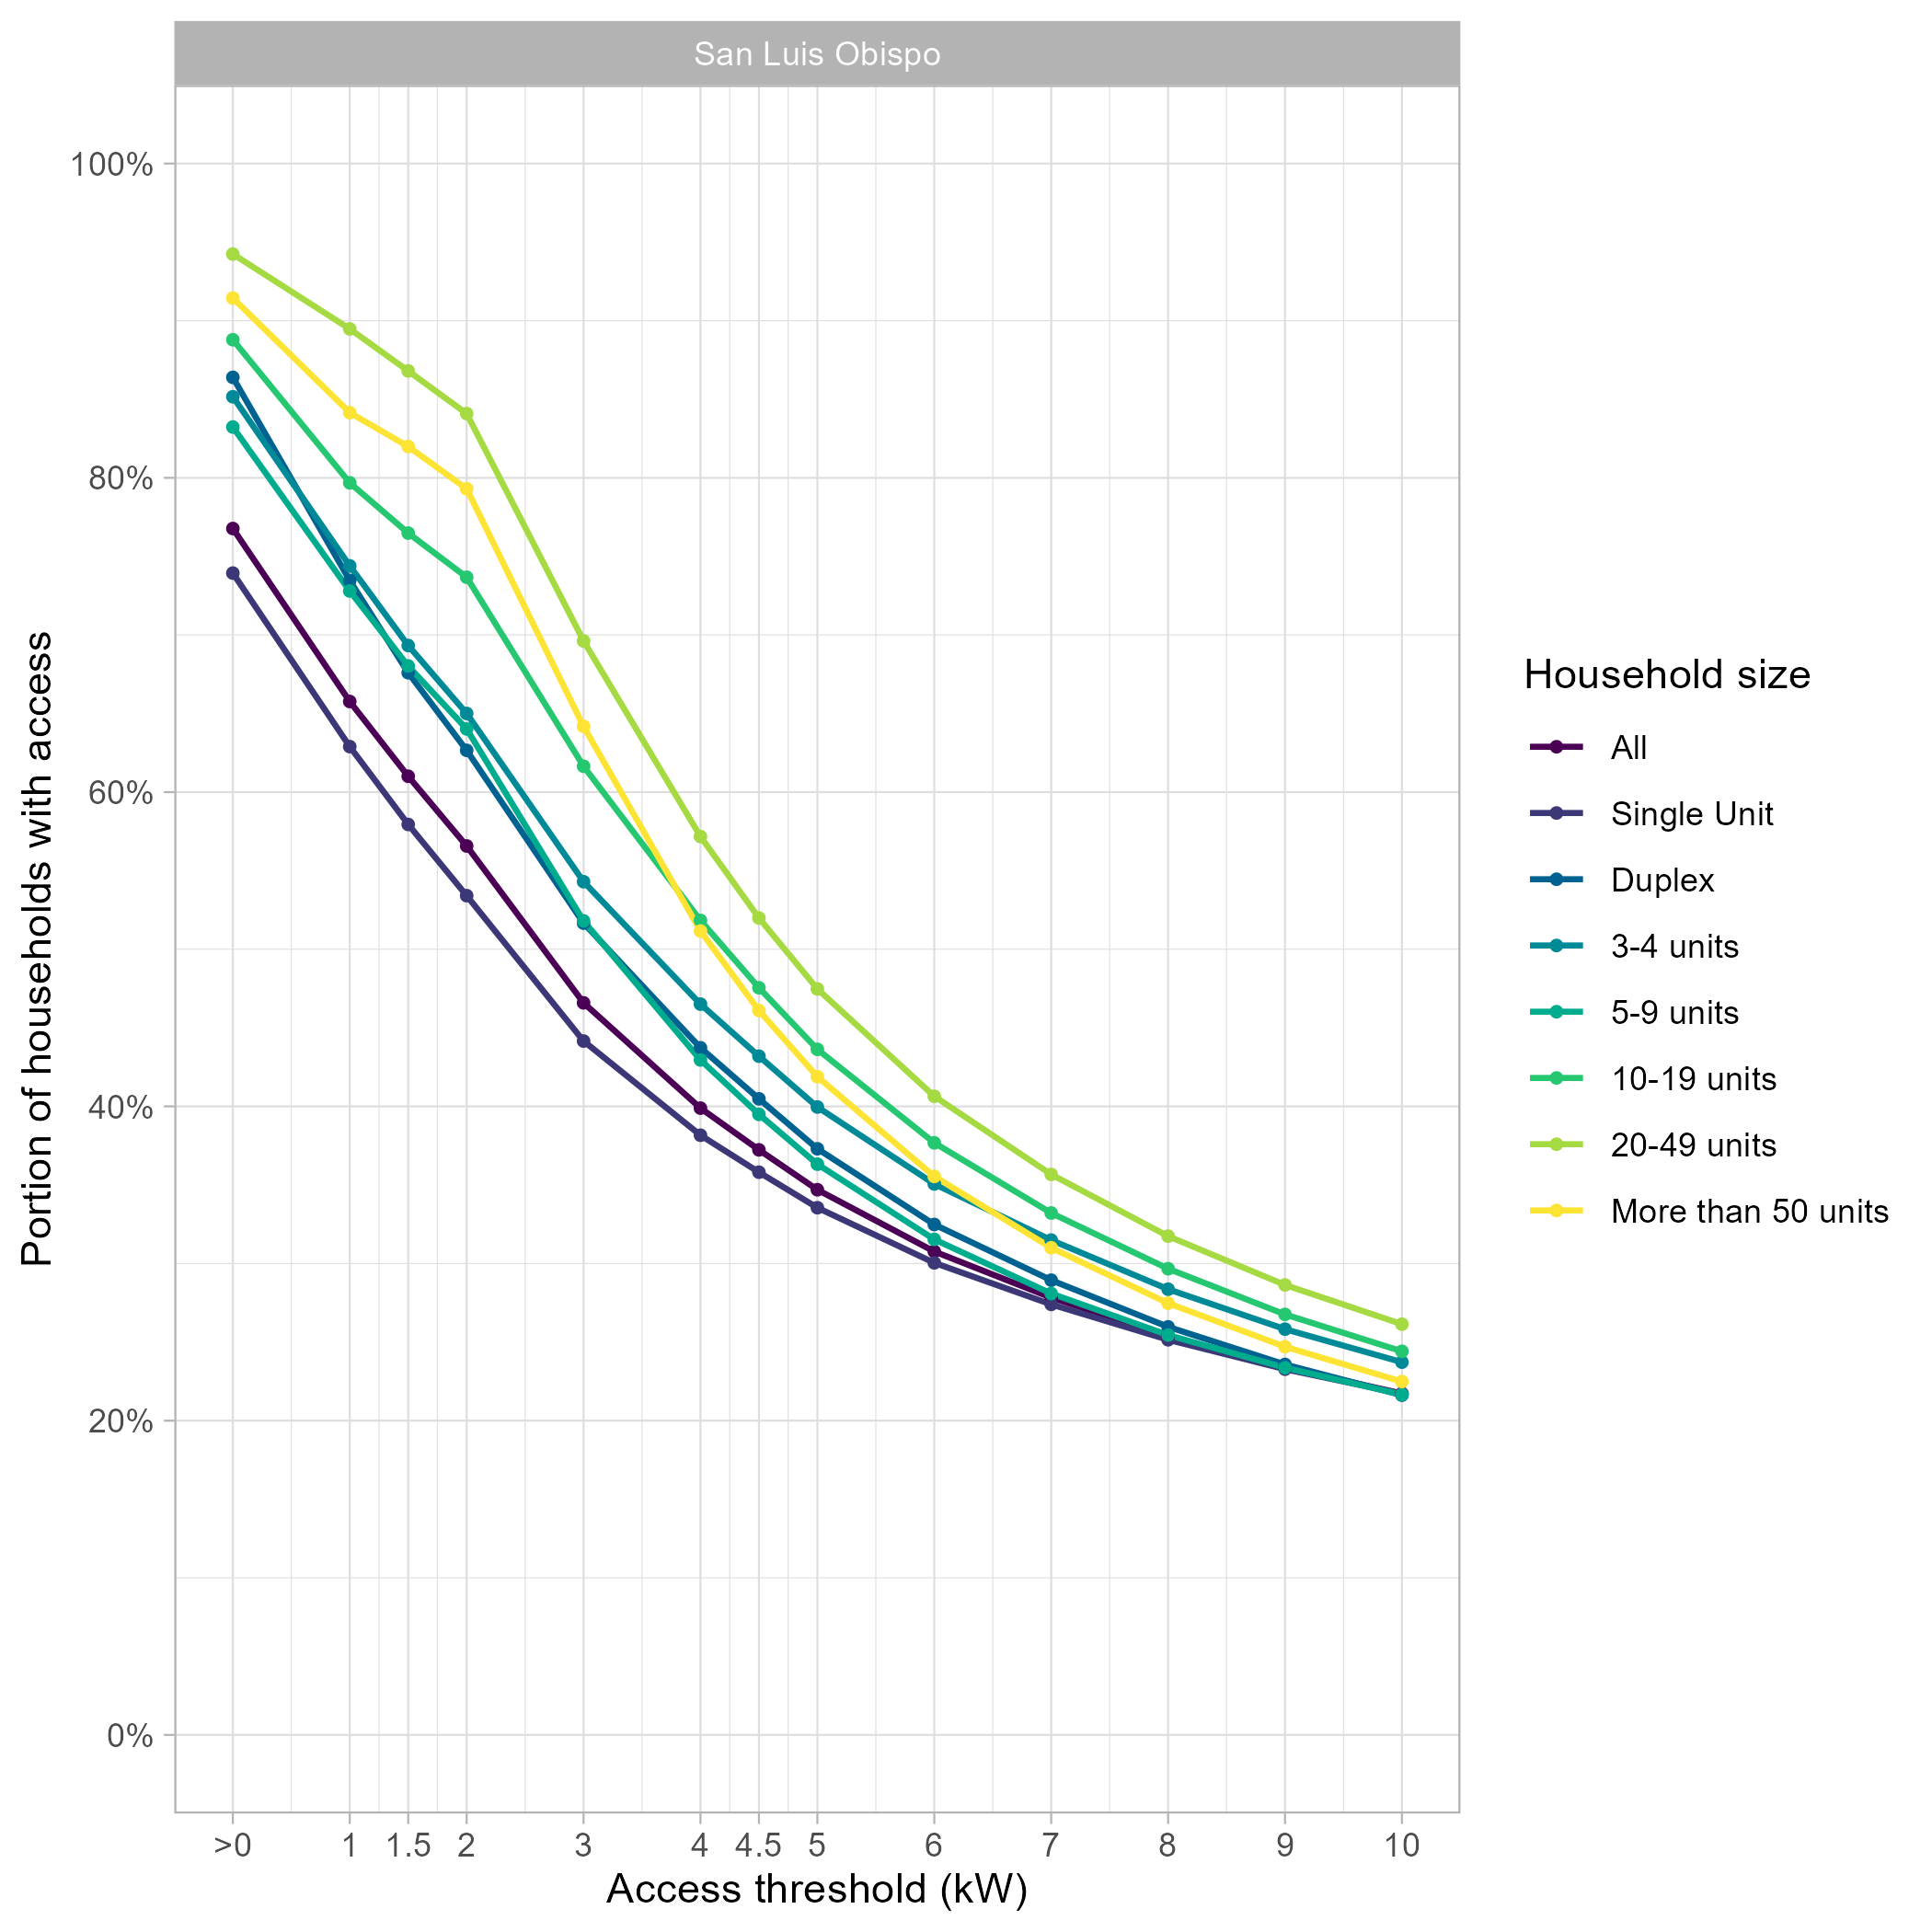 San Luis Obispo
100%
80%
60%
40%
20%
0%
Portion of households with access
>0 1 1.5 2 3 4 4.5 5 6 7 8 9 10
Access threshold (kW)
Household size
All
Single Unit
Duplex
3-4 units
5-9 units
10-19 units
20-49 units
More than 50 units